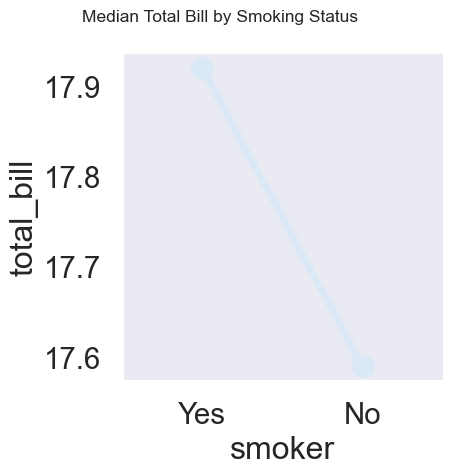 Median Total Bill by Smoking Status
17.9
17.8
17.7
17.6
total_bill
Yes No
smoker